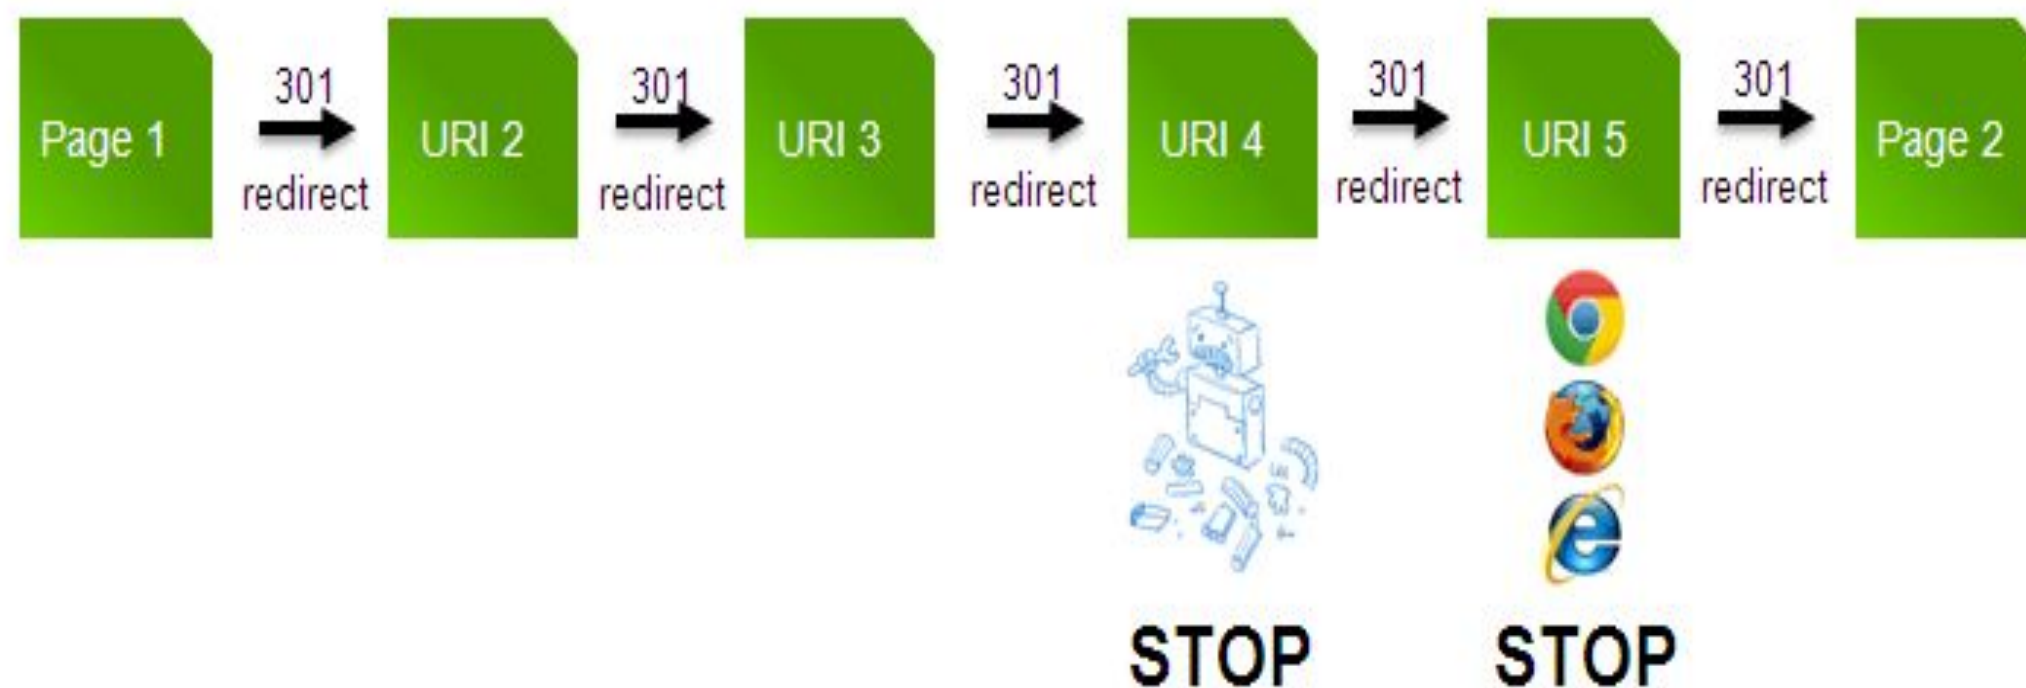 Page 1
301
redirect
URI 2
301
redirect
URI 3
301
redirect
URI 4
301
redirect
URI 5
301
redirect
Page 2
STOP
STOP